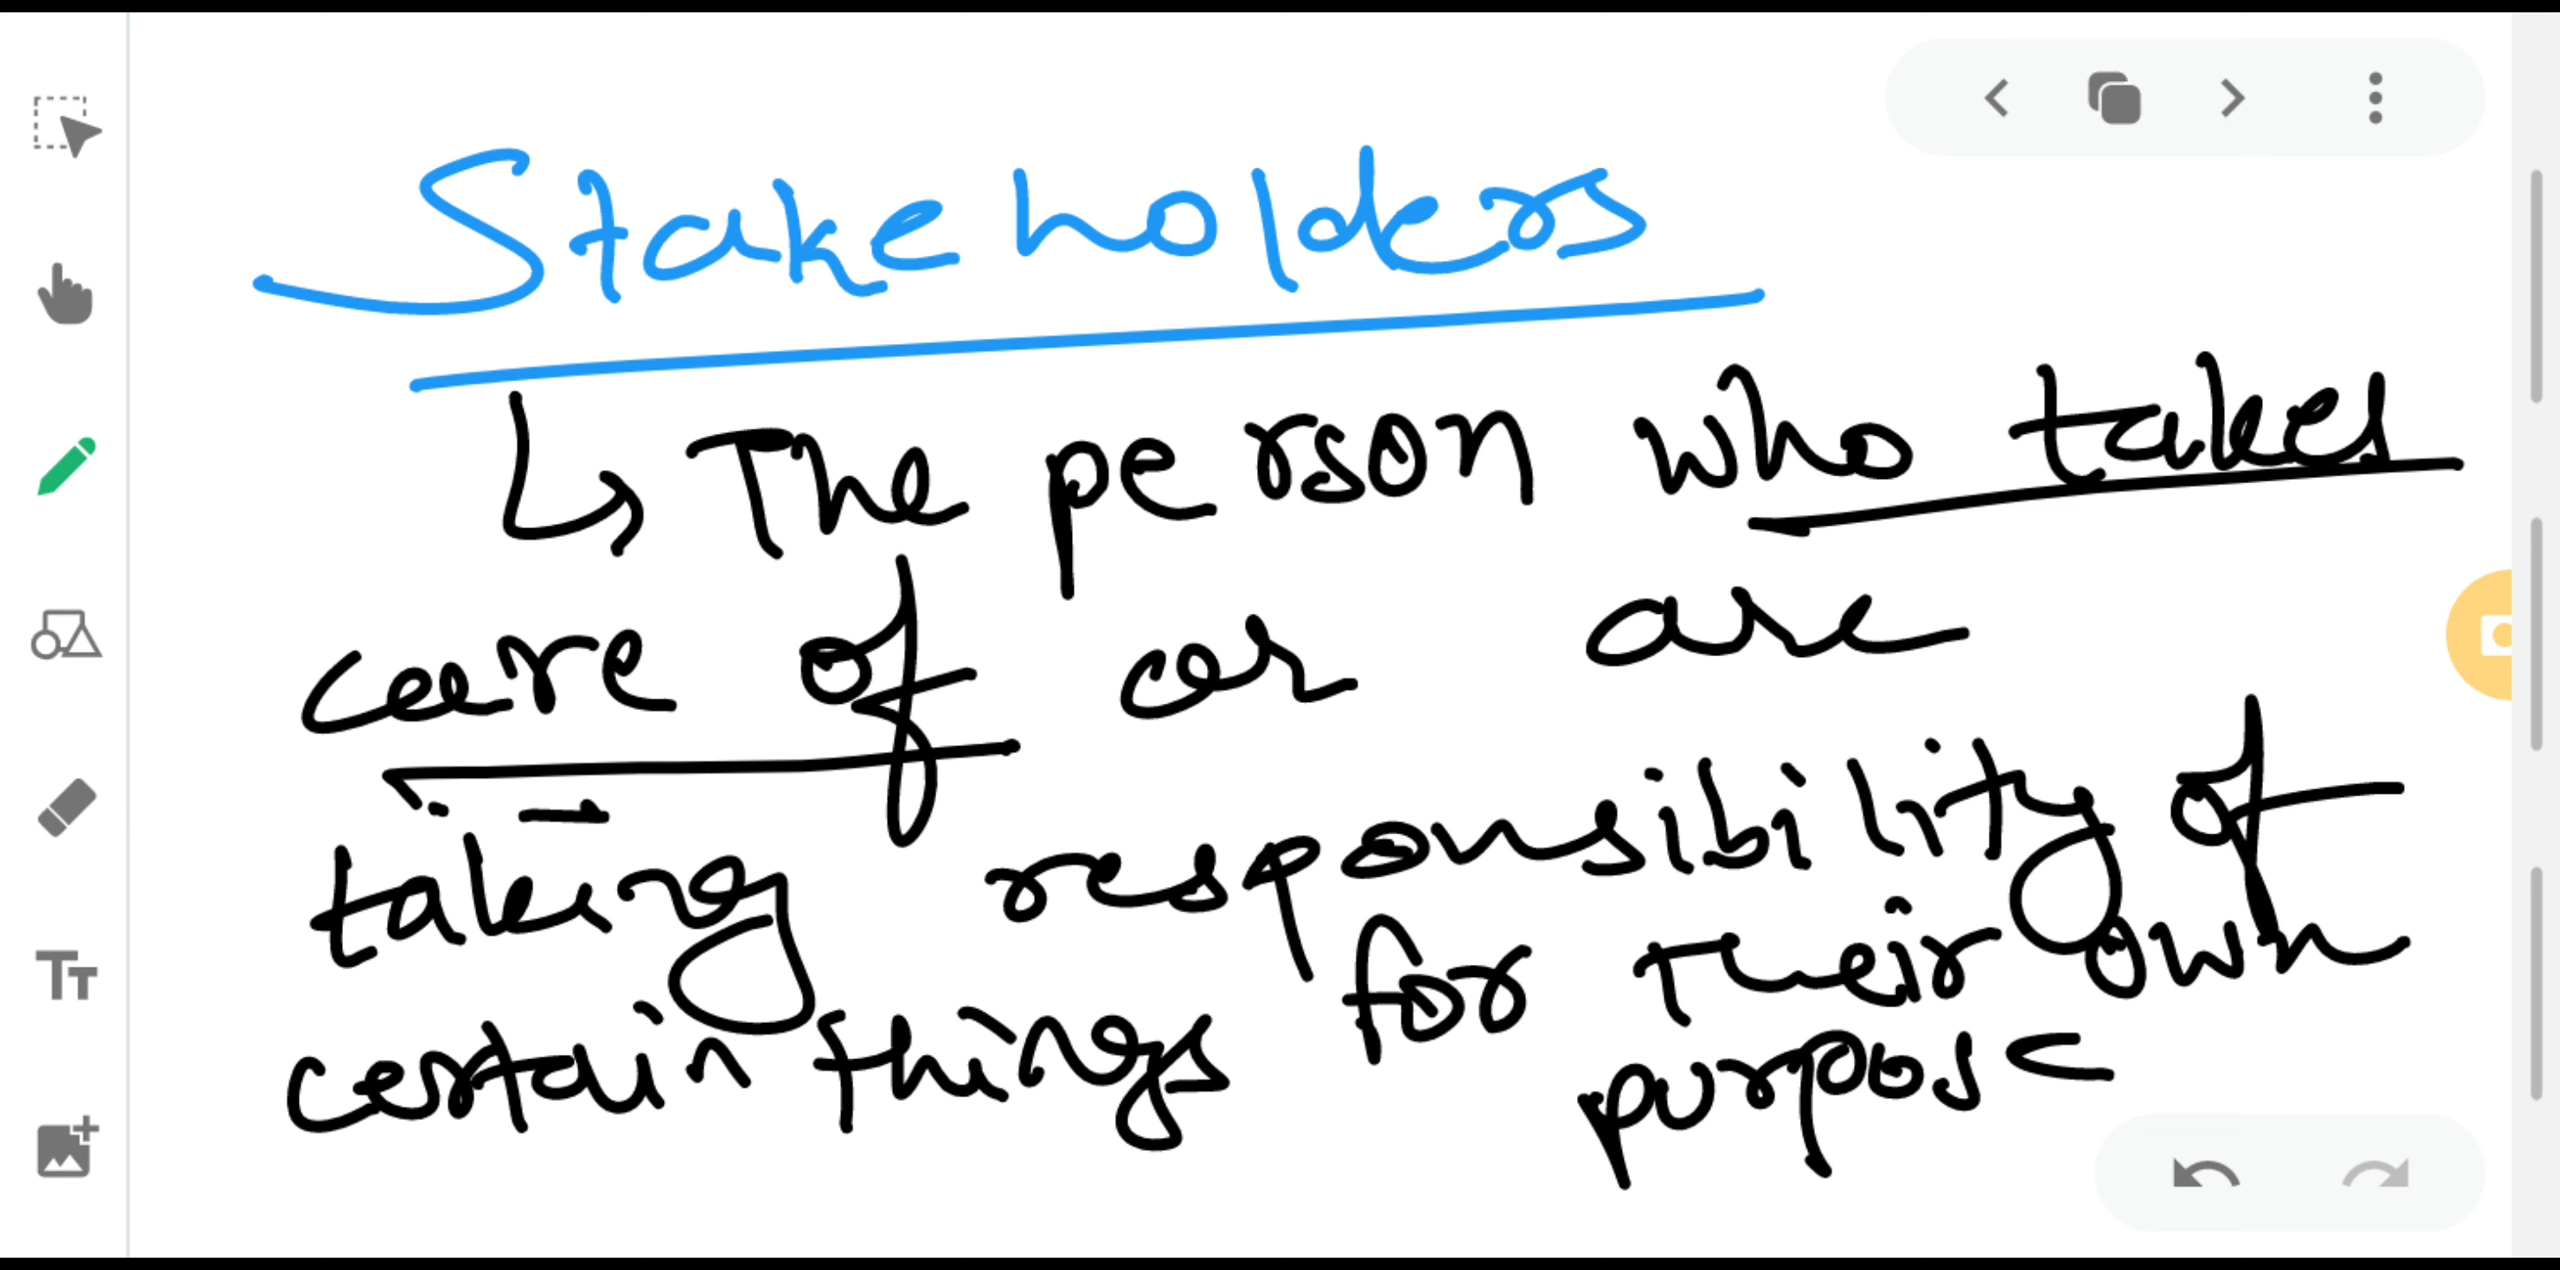 Stakeholders
↳ The person who takes
care of or are
taking responsibility of
certain things for their own
purpose